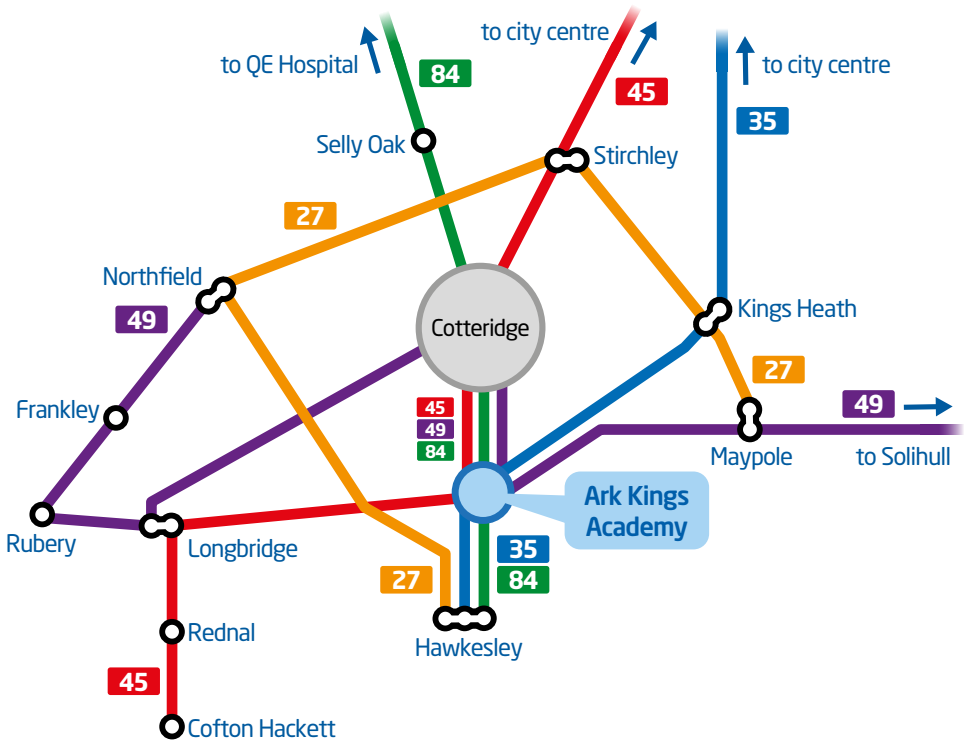 to city centre
to QE Hospital
84
45
to city centre
35
Selly Oak
Stirchley
27
Northfield
49
Kings Heath
Cotteridge
27
Frankley
45
49
84
49
Maypole
to Solihull
Ark Kings
Academy
Rubery
Longbridge
35
27
84
Rednal
Hawkesley
45
Cofton Hackett